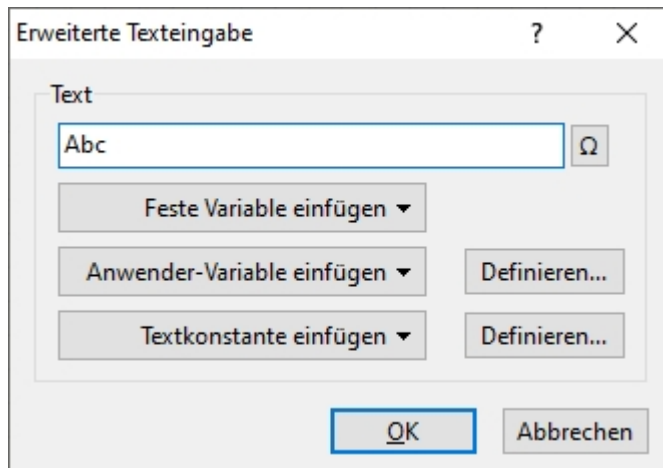 Erweiterte Texteingabe ?
Text
Abc Ω
Feste Variable einfügen
Anwender-Variable einfügen Definieren...
Textkonstante einfügen Definieren...
OK Abbrechen